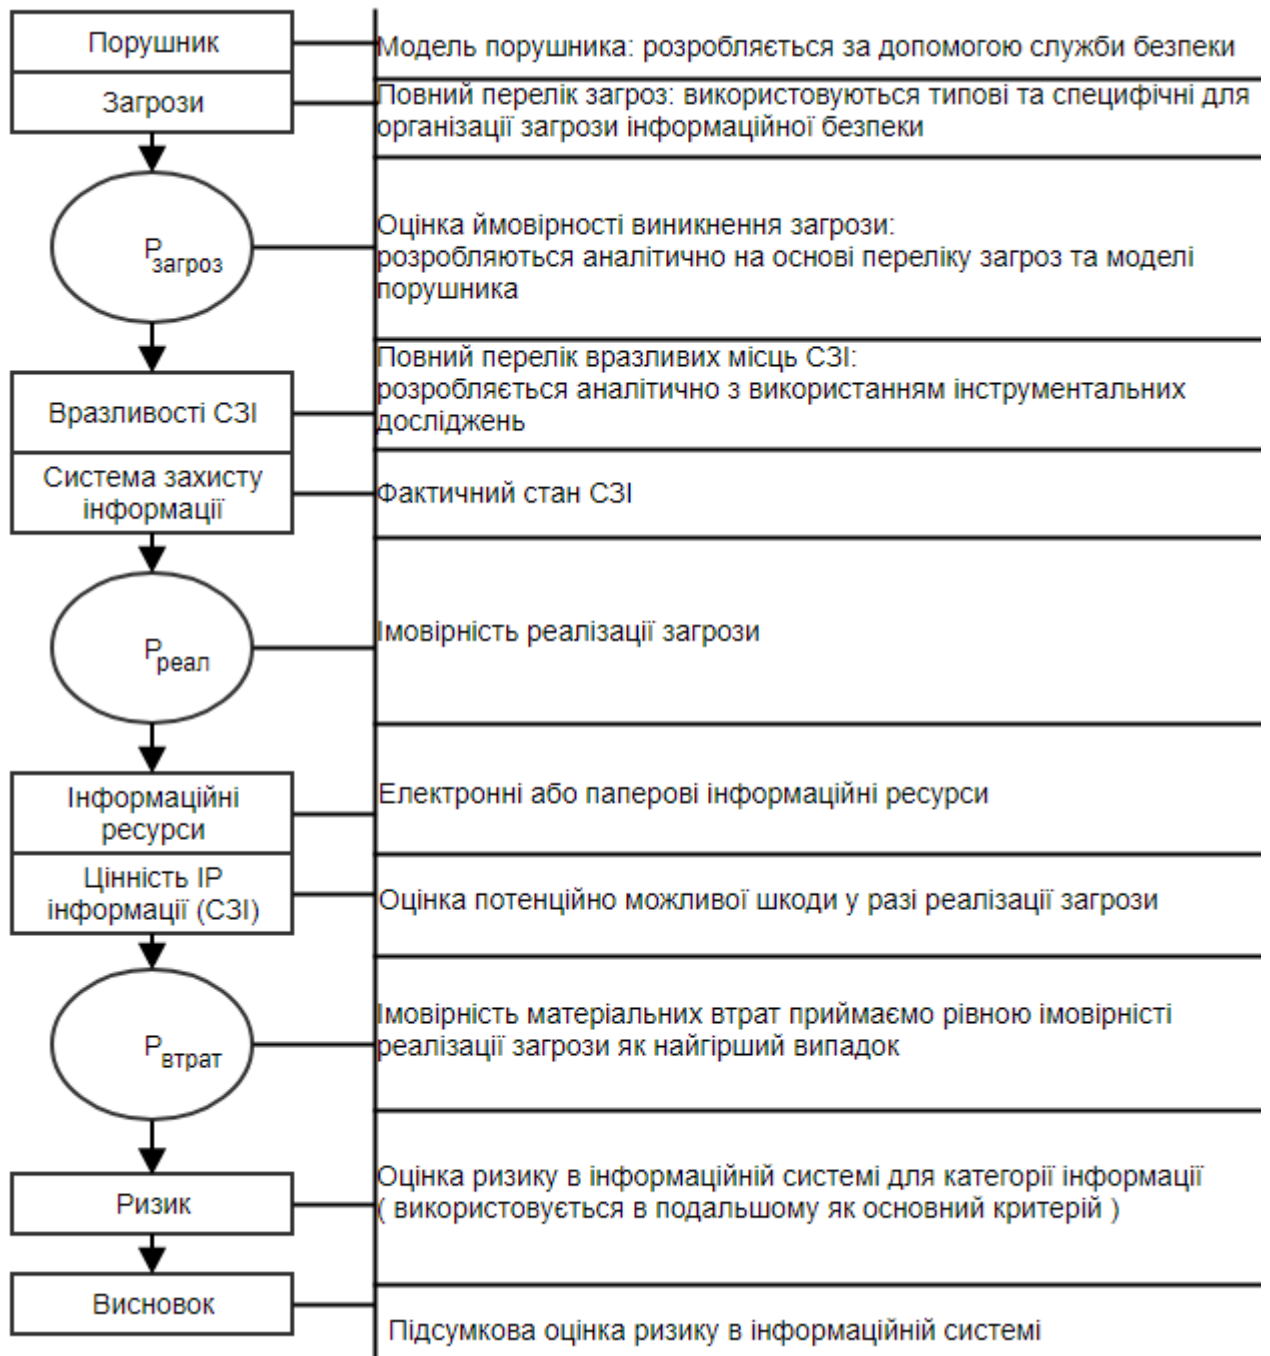 Порушник
Модель порушника: розробляється за допомогою служби безпеки
Загрози
Повний перелік загроз: використовуються типові та специфічні для
організації загрози інформаційної безпеки
Pзагроз
Оцінка ймовірності виникнення загрози:
розробляються аналітично на основі переліку загроз та моделі
порушника
Вразливості СЗІ
Повний перелік вразливих місць СЗІ:
розробляється аналітично з використанням інструментальних
досліджень
Система захисту
інформації
Фактичний стан СЗІ
Pреал
Імовірність реалізації загрози
Інформаційні
ресурси
Електронні або паперові інформаційні ресурси
Цінність ІР
інформації (СЗІ)
Оцінка потенційно можливої шкоди у разі реалізації загрози
Pвтрат
Імовірність матеріальних втрат приймаємо рівною імовірності
реалізації загрози як найгірший випадок
Ризик
Оцінка ризику в інформаційній системі для категорії інформації
( використовується в подальшому як основний критерій )
Висновок
Підсумкова оцінка ризику в інформаційній системі